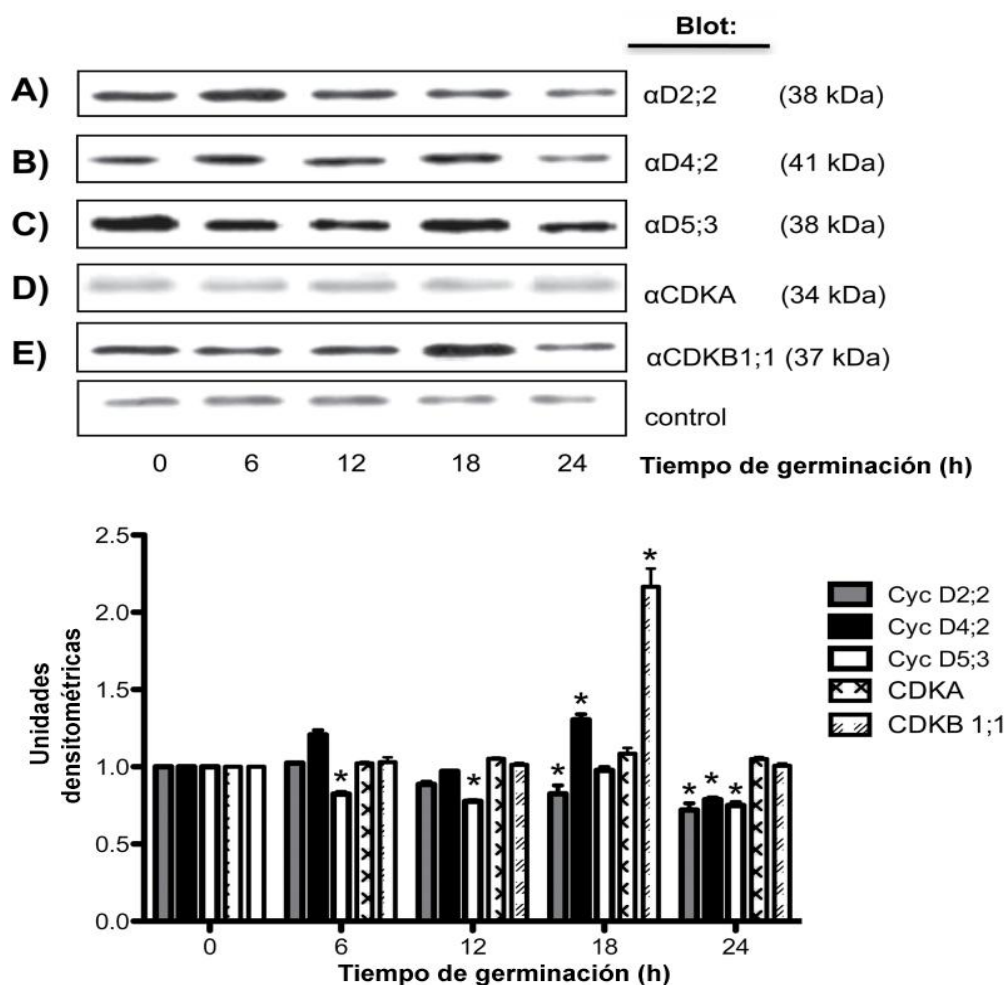 Blot:
A) αD2;2 (38 kDa)
B) αD4;2 (41 kDa)
C) αD5;3 (38 kDa)
D) αCDKA (34 kDa)
E) αCDKB1;1 (37 kDa)
control
0 6 12 18 24 Tiempo de germinación (h)
Unidades
densitométricas
2.5
2.0
1.5
1.0
0.5
0.0
* * * * * * * *
0 6 12 18 24
Tiempo de germinación (h)
Cyc D2;2
Cyc D4;2
Cyc D5;3
CDKA
CDKB 1;1